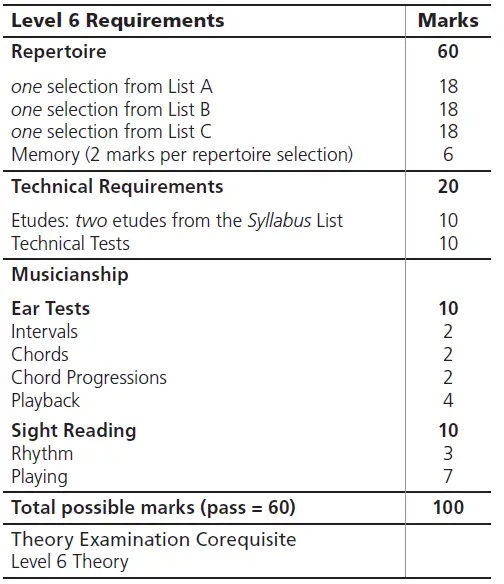 Level 6 Requirements Marks
Repertoire 60
one selection from List A 18
one selection from List B 18
one selection from List C 18
Memory (2 marks per repertoire selection) 6
Technical Requirements 20
Etudes: two etudes from the Syllabus List 10
Technical Tests 10
Musicianship
Ear Tests 10
Intervals 2
Chords 2
Chord Progressions 2
Playback 4
Sight Reading 10
Rhythm 3
Playing 7
Total possible marks (pass = 60) 100
Theory Examination Corequisite
Level 6 Theory